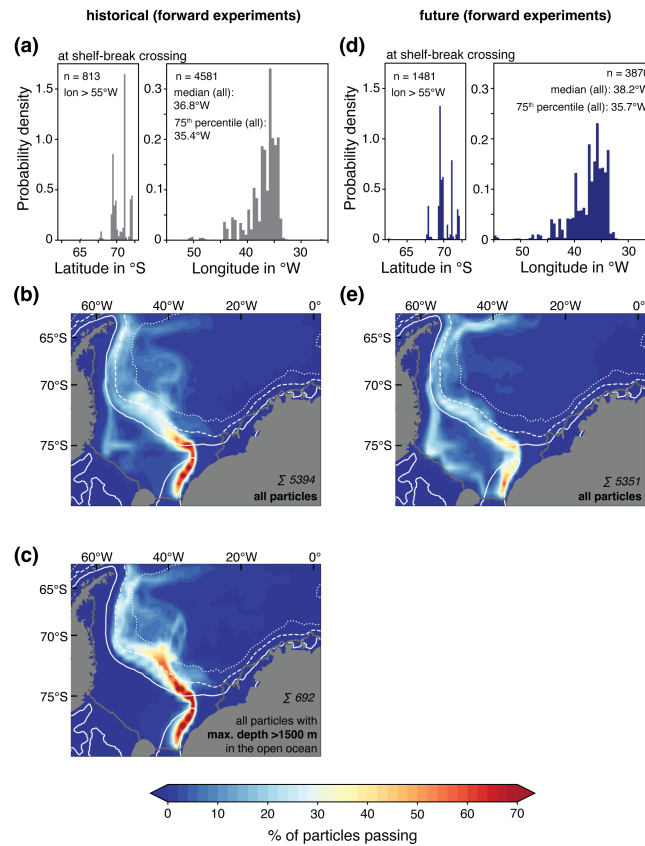 historical (forward experiments)
future (forward experiments)
(a)
(d)
at shelf-break crossing
at shelf-break crossing
n = 813
lon > 55°W
n = 4581
median (all):
36.8°W
75th percentile (all):
35.4°W
n = 1481
lon > 55°W
n = 3870
median (all): 38.2°W
75th percentile (all): 35.7°W
Probability density
1.5
1.0
0.5
0
0.3
0.2
0.1
0
Probability density
1.5
1.0
0.5
0
0.3
0.2
0.1
0
60
70
50
40
30
60
70
50
40
30
Latitude in °S
Longitude in °W
Latitude in °S
Longitude in °W
(b)
(e)
60°W
40°W
20°W
0°
60°W
40°W
20°W
0°
65°S
70°S
75°S
65°S
70°S
75°S
∑ 5394
all particles
∑ 5351
all particles
(c)
60°W
40°W
20°W
0°
65°S
70°S
75°S
∑ 692
all particles with
max. depth >1500 m
in the open ocean
0
10
20
30
40
50
60
70
% of particles passing